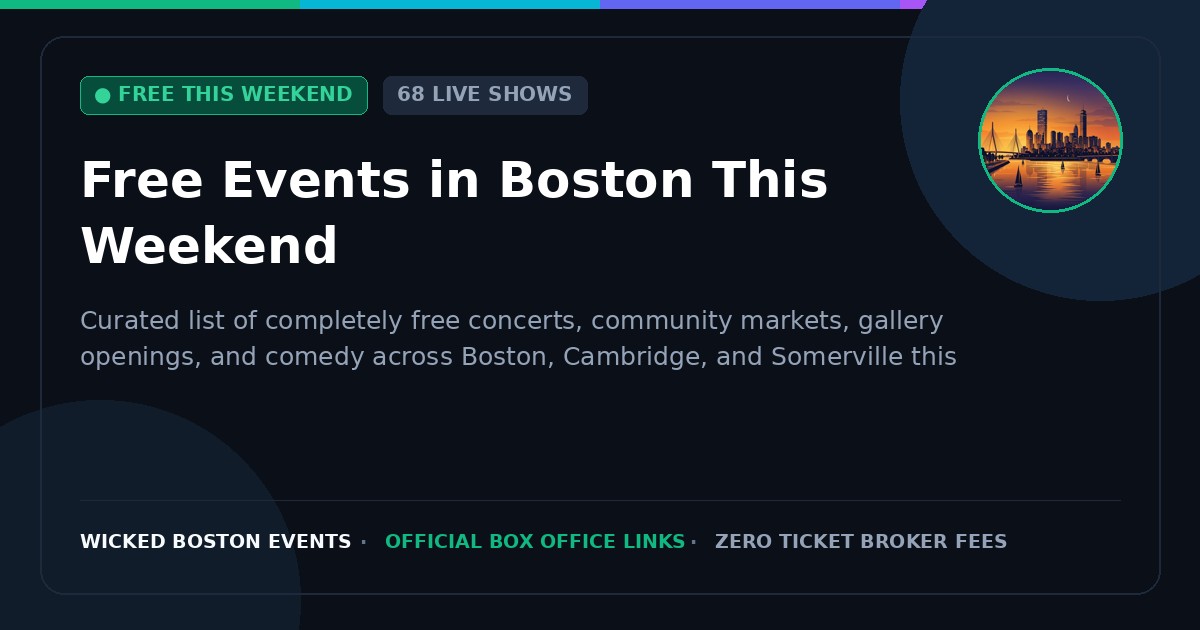 FREE THIS WEEKEND
68 LIVE SHOWS
Free Events in Boston This
Weekend
Curated list of completely free concerts, community markets, gallery
openings, and comedy across Boston, Cambridge, and Somerville this
WICKED BOSTON EVENTS · OFFICIAL BOX OFFICE LINKS · ZERO TICKET BROKER FEES